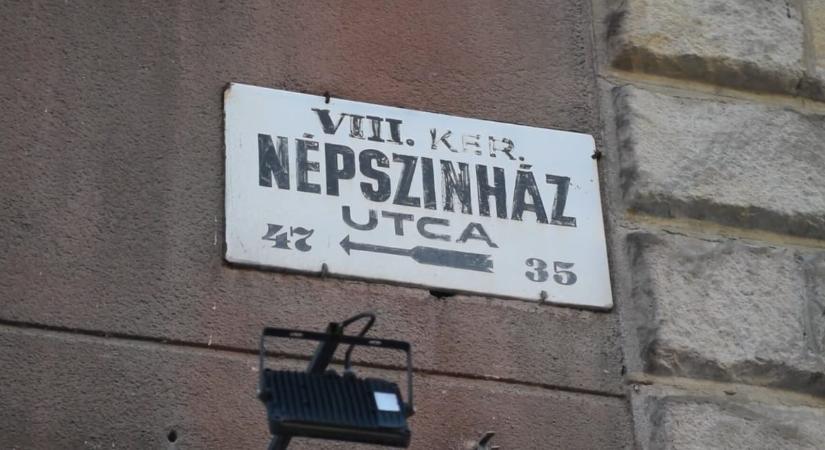 VIII. KER.
NÉPSZINHÁZ
UTCA
47 35